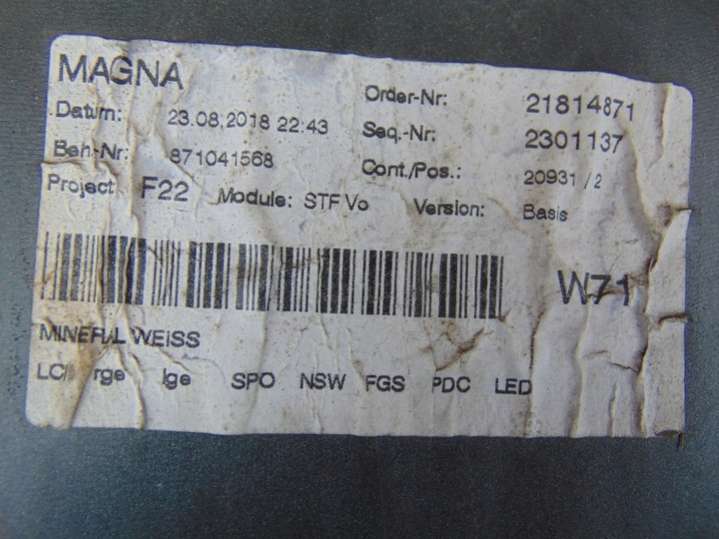 MAGNA
Order-Nr: 21814871
Datum: 23.08.2018 22:43
Seq.-Nr: 2301137
Beh-Nr: 871041568
Cont./Pos.: 20931 / 2
Project F22 Module: STF Vo Version: Basis
W71
WEISS
rge lge SPO NSW FGS PDC LED